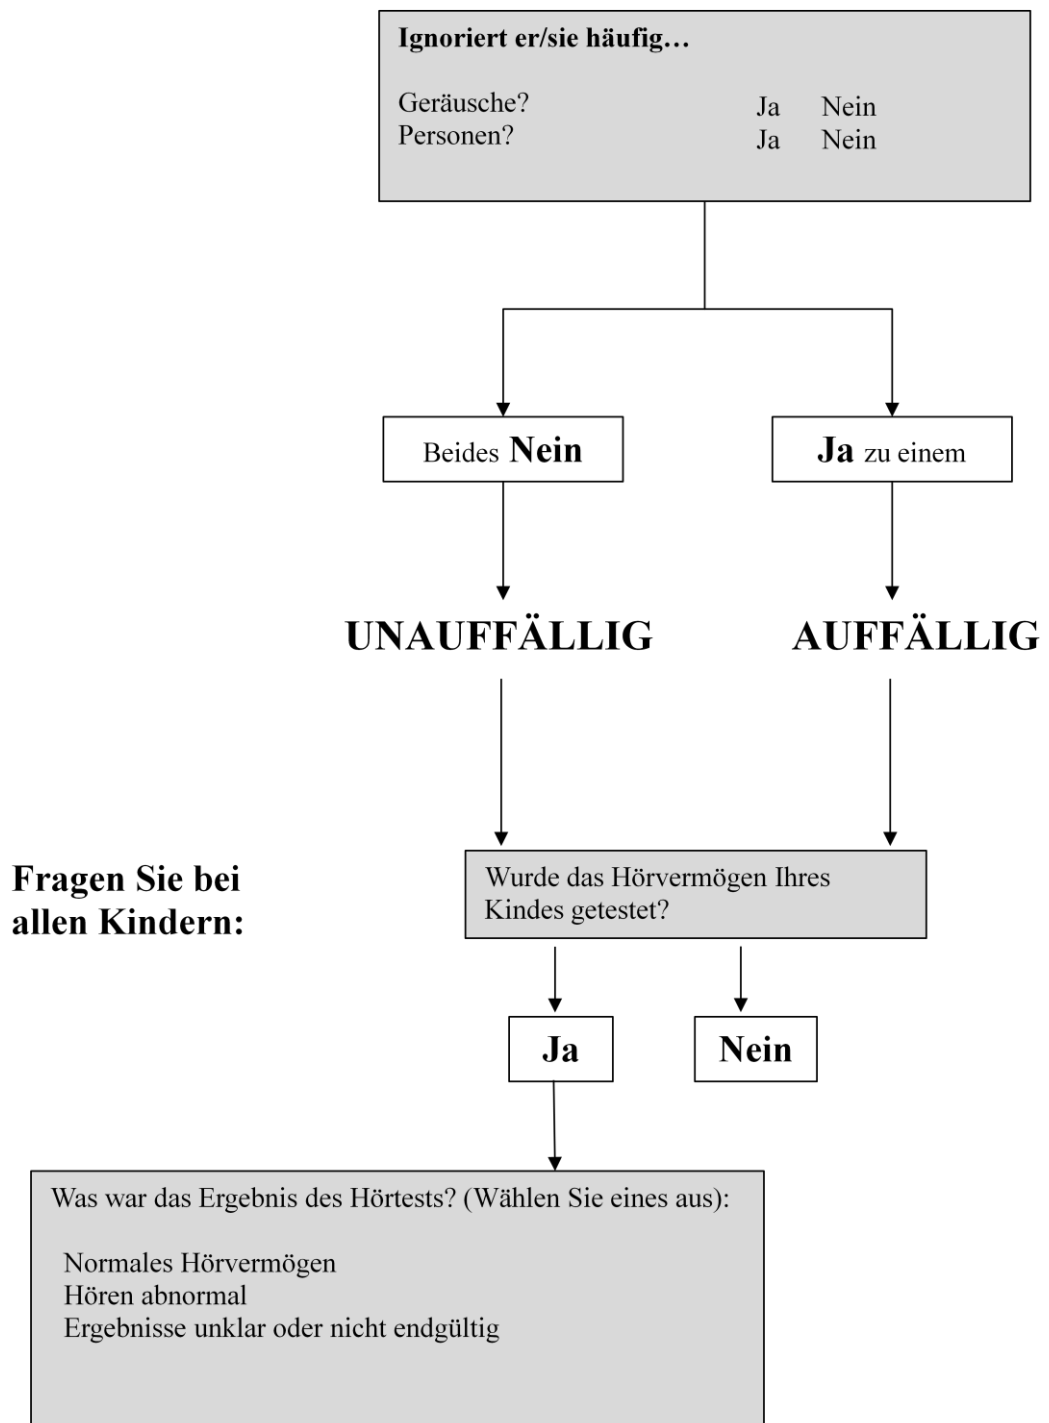 Ignoriert er/sie häufig…
Geräusche? Ja Nein
Personen? Ja Nein
Beides Nein
Ja zu einem
UNAUFFÄLLIG
AUFFÄLLIG
Fragen Sie bei
allen Kindern:
Wurde das Hörvermögen Ihres
Kindes getestet?
Ja
Nein
Was war das Ergebnis des Hörtests? (Wählen Sie eines aus):
Normales Hörvermögen
Hören abnormal
Ergebnisse unklar oder nicht endgültig